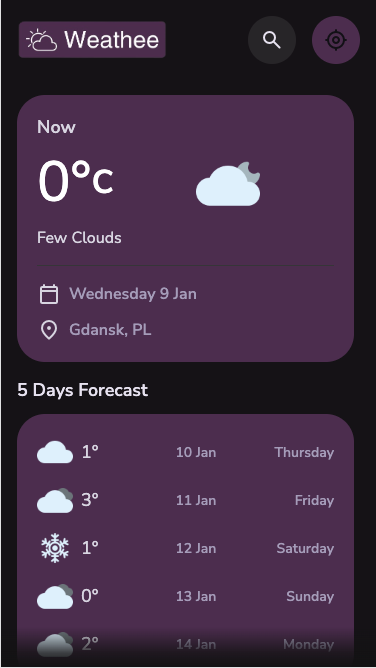 Weathee
Now
0°c
Few Clouds
Wednesday 9 Jan
Gdansk, PL
5 Days Forecast
1° 10 Jan Thursday
3° 11 Jan Friday
1° 12 Jan Saturday
0° 13 Jan Sunday
2° 14 Jan Monday